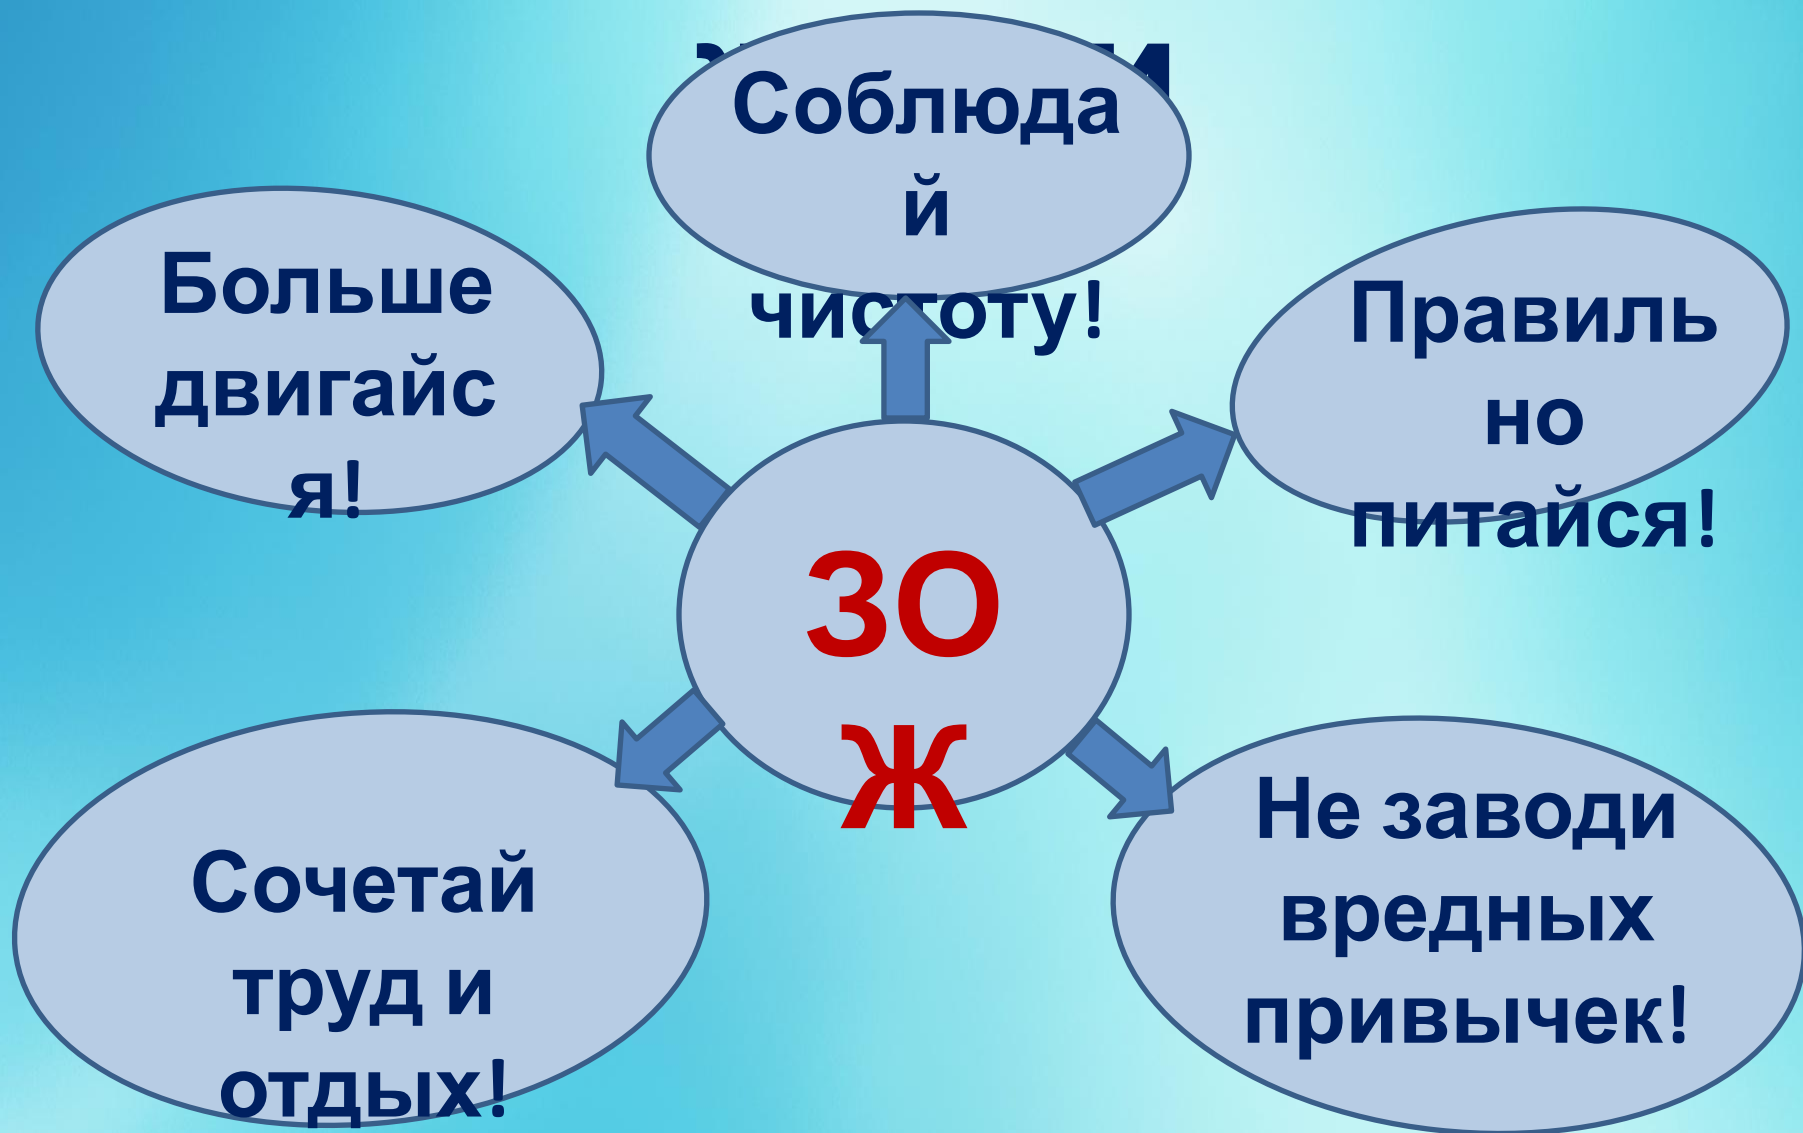 Соблюда
й
чистоту!
Больше
двигайс
я!
Правиль
но
питайся!
ЗО
Ж
Сочетай
труд и
отдых!
Не заводи
вредных
привычек!